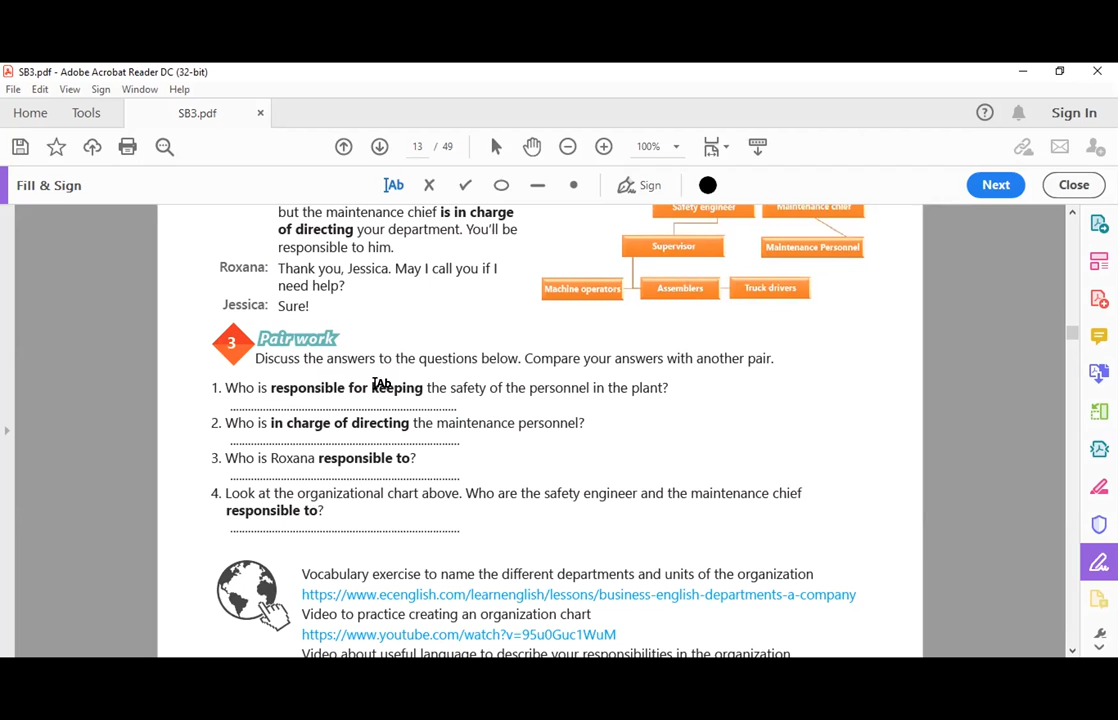 SB3.pdf - Adobe Acrobat Reader DC (32-bit)
File Edit View Sign Window Help
Home Tools SB3.pdf × ? Sign In
13 / 49 100%
Fill & Sign Ab Sign Next Close
but the maintenance chief is in charge
of directing your department. You'll be
responsible to him.
Roxana: Thank you, Jessica. May I call you if I
need help?
Jessica: Sure!
Safety engineer Maintenance chief
Supervisor Maintenance Personnel
Machine operators Assemblers Truck drivers
3 Pair work
Discuss the answers to the questions below. Compare your answers with another pair.
1. Who is responsible for keeping the safety of the personnel in the plant?
2. Who is in charge of directing the maintenance personnel?
3. Who is Roxana responsible to?
4. Look at the organizational chart above. Who are the safety engineer and the maintenance chief
responsible to?
Vocabulary exercise to name the different departments and units of the organization
https://www.ecenglish.com/learnenglish/lessons/business-english-departments-a-company
Video to practice creating an organization chart
https://www.youtube.com/watch?v=95u0Guc1WuM
Video about useful language to describe your responsibilities in the organization